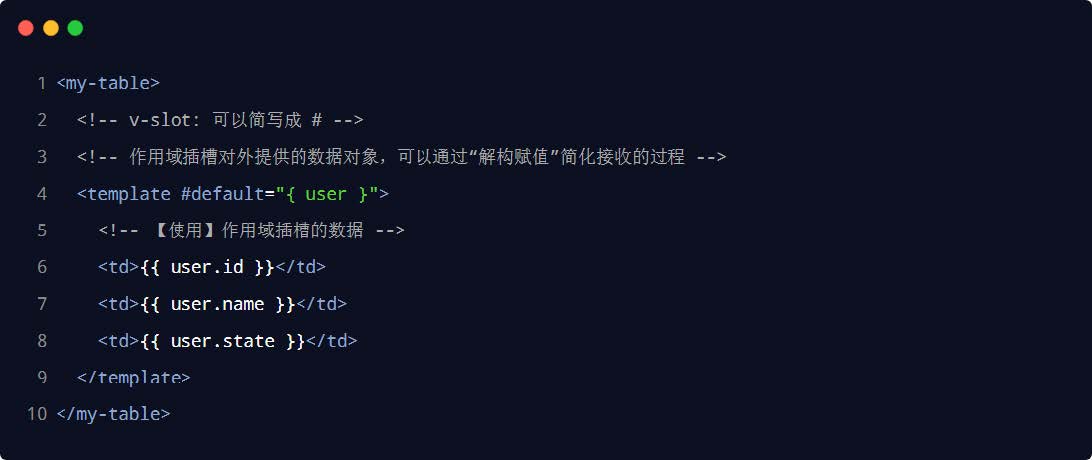 1 <my-table>
2 <!-- v-slot: 可以简写成 # -->
3 <!-- 作用域插槽对外提供的数据对象，可以通过“解构赋值”简化接收的过程 -->
4 <template #default="{ user }">
5 <!-- 【使用】作用域插槽的数据 -->
6 <td>{{ user.id }}</td>
7 <td>{{ user.name }}</td>
8 <td>{{ user.state }}</td>
9 </template>
10 </my-table>